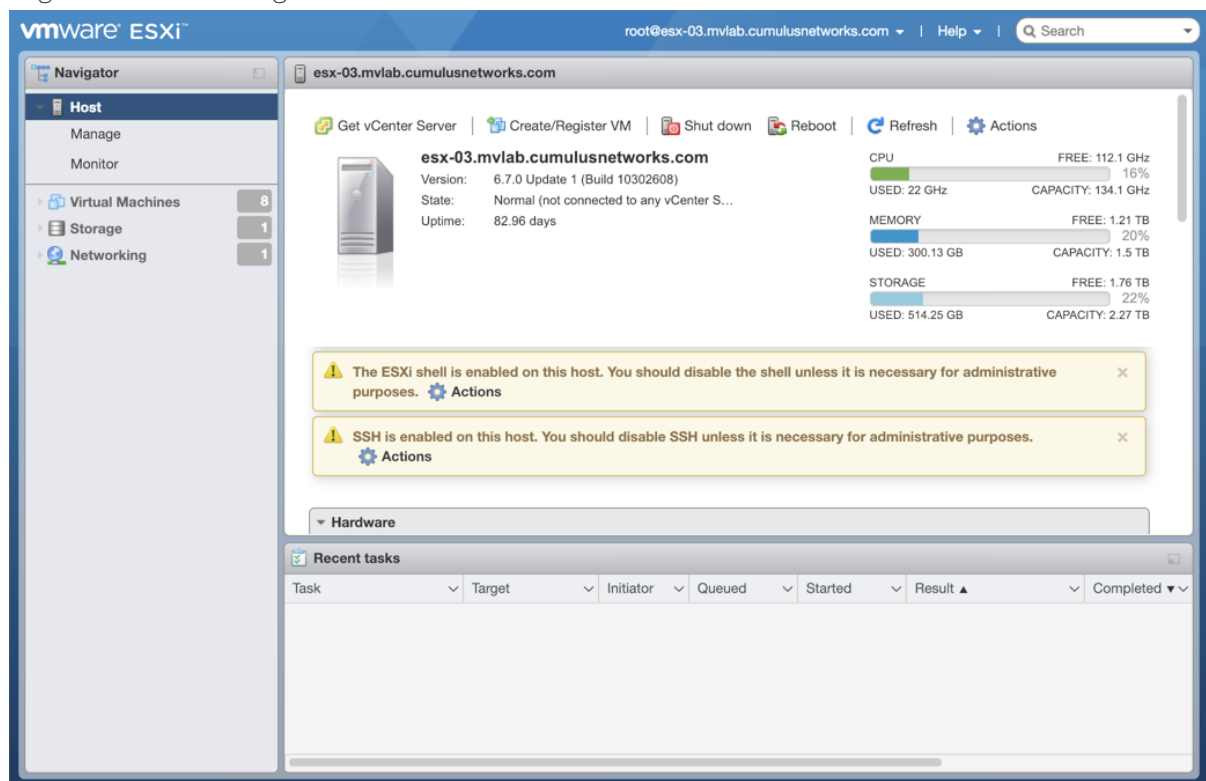 vmware ESXi™
root@esx-03.mvlab.cumulusnetworks.com | Help | Search
Navigator
Host
Manage
Monitor
Virtual Machines 8
Storage 1
Networking 1
esx-03.mvlab.cumulusnetworks.com
Get vCenter Server | Create/Register VM | Shut down Reboot | Refresh | Actions
esx-03.mvlab.cumulusnetworks.com
Version: 6.7.0 Update 1 (Build 10302608)
State: Normal (not connected to any vCenter S...
Uptime: 82.96 days
CPU FREE: 112.1 GHz
16%
USED: 22 GHz CAPACITY: 134.1 GHz
MEMORY FREE: 1.21 TB
20%
USED: 300.13 GB CAPACITY: 1.5 TB
STORAGE FREE: 1.76 TB
22%
USED: 514.25 GB CAPACITY: 2.27 TB
The ESXi shell is enabled on this host. You should disable the shell unless it is necessary for administrative
purposes. Actions
SSH is enabled on this host. You should disable SSH unless it is necessary for administrative purposes.
Actions
Hardware
Recent tasks
Task Target Initiator Queued Started Result ▲ Completed ▼